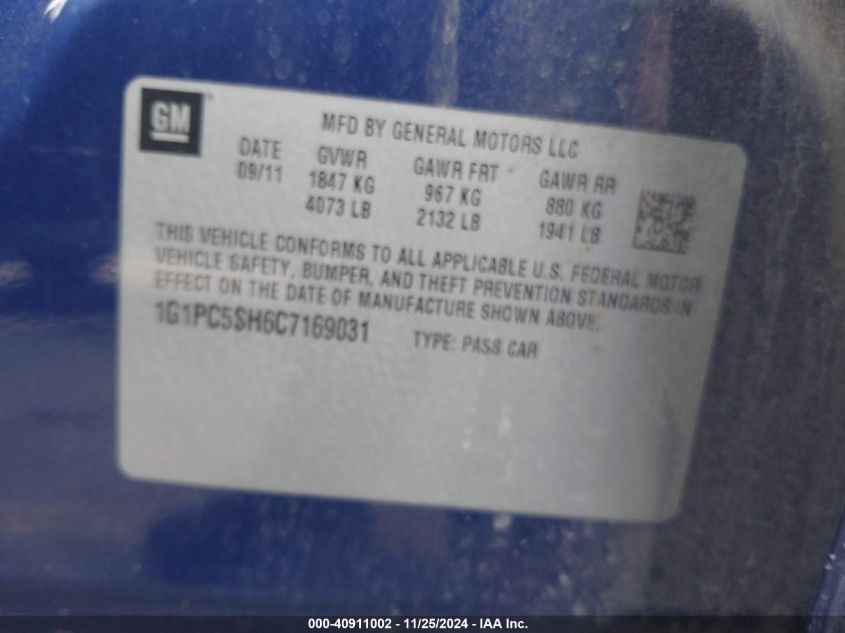 GM
MFD BY GENERAL MOTORS LLC
DATE GVWR GAWR FRT GAWR RR
09/11 1847 KG 967 KG 880 KG
4073 LB 2132 LB 1941 LB
THIS VEHICLE CONFORMS TO ALL APPLICABLE U.S. FEDERAL MOTOR
VEHICLE SAFETY, BUMPER, AND THEFT PREVENTION STANDARDS IN
EFFECT ON THE DATE OF MANUFACTURE SHOWN ABOVE.
1G1PC5SH6C7169031 TYPE: PASS CAR
000-40911002 - 11/25/2024 - IAA Inc.